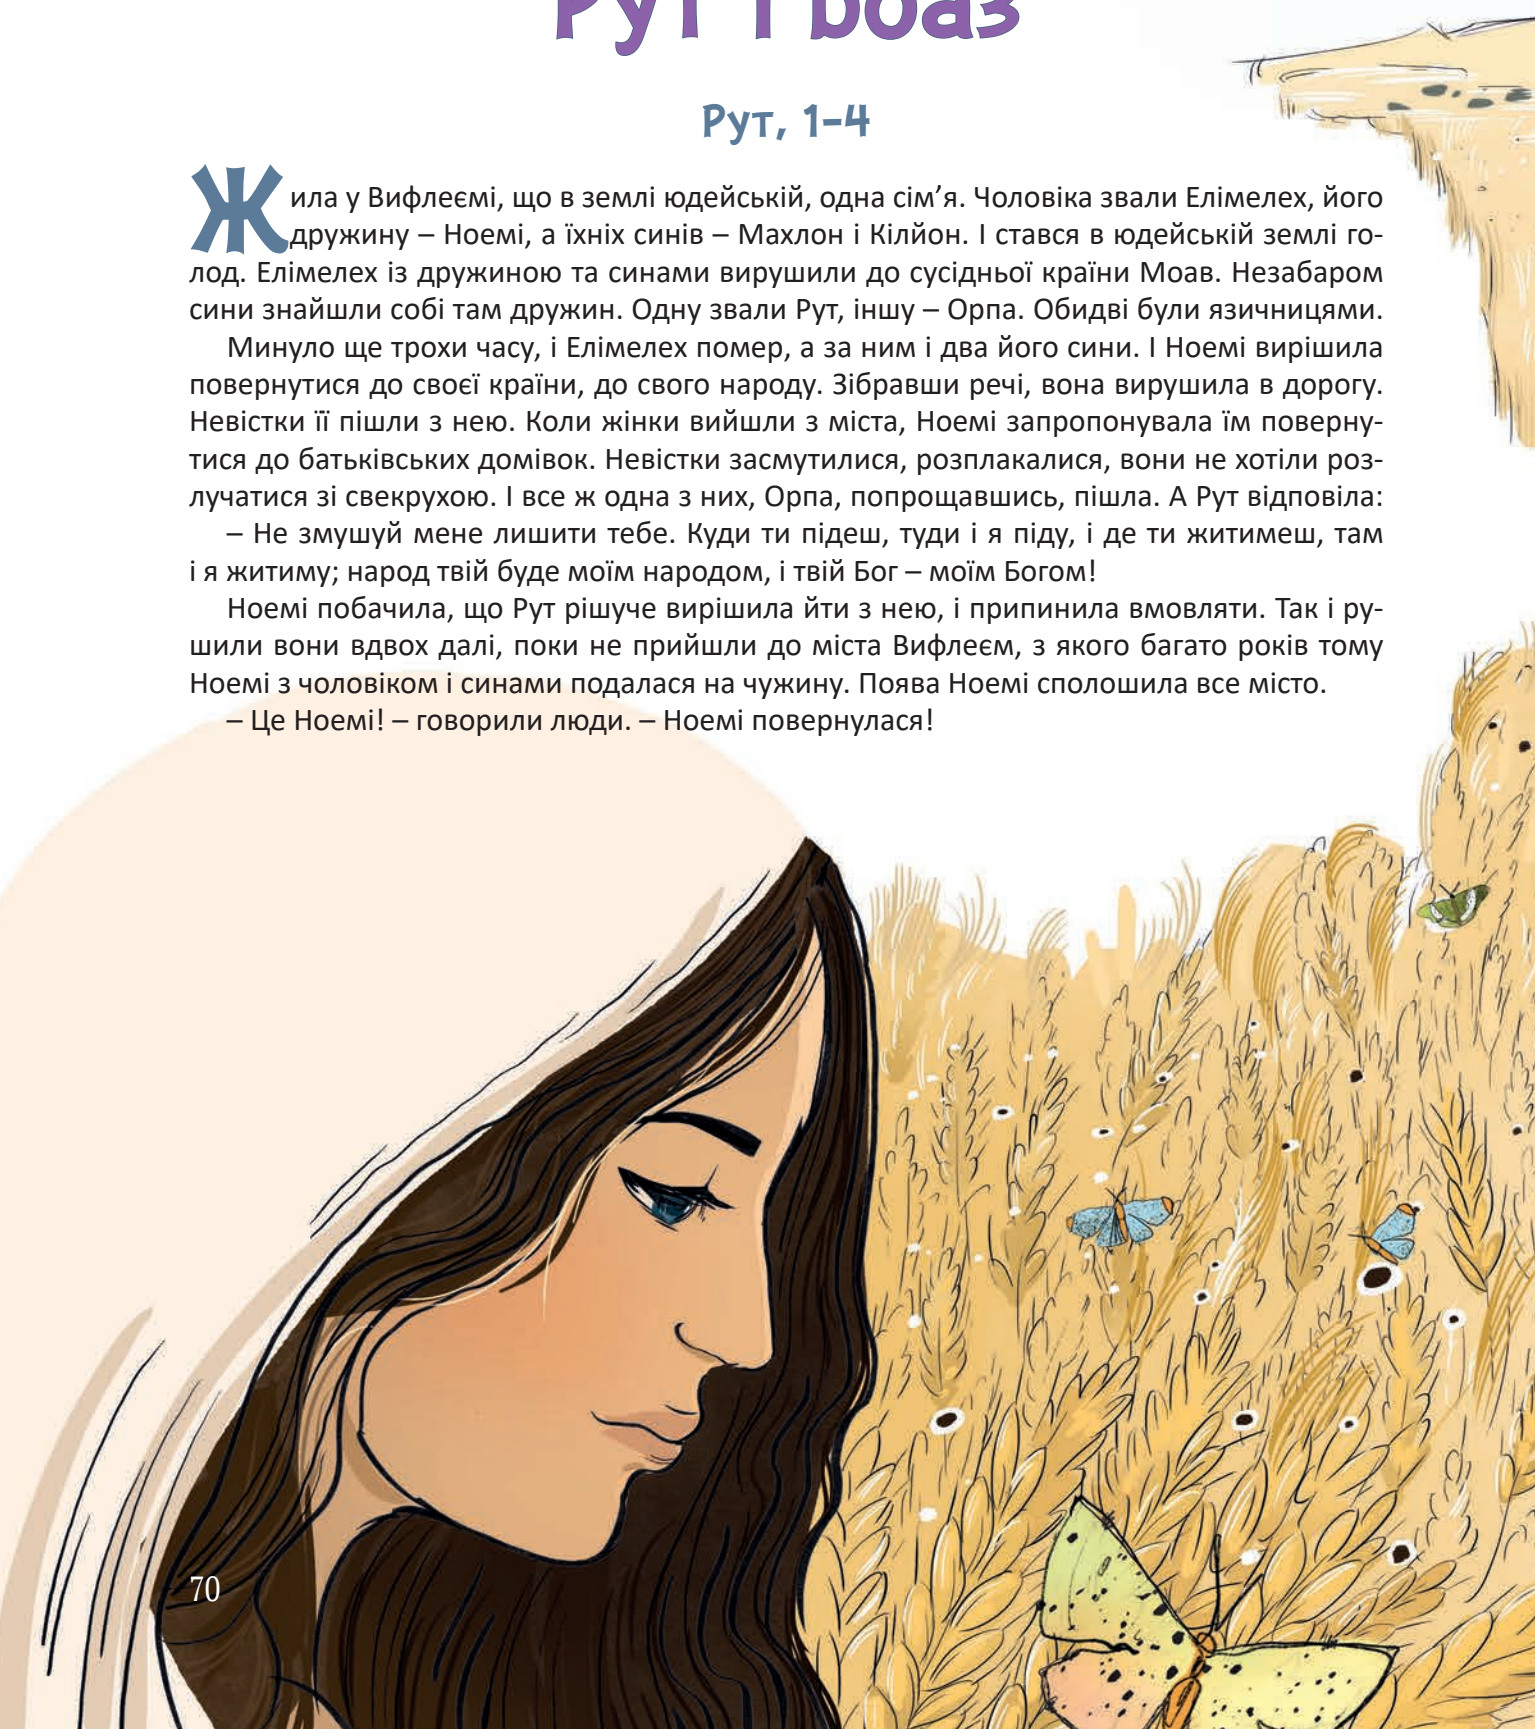 Рут і Боаз
Рут, 1–4
Жила у Вифлеємі, що в землі юдейській, одна сім’я. Чоловіка звали Елімелех, його
дружину – Ноемі, а їхніх синів – Махлон і Кілйон. І стався в юдейській землі го-
лод. Елімелех із дружиною та синами вирушили до сусідньої країни Моав. Незабаром
сини знайшли собі там дружин. Одну звали Рут, іншу – Орпа. Обидві були язичницями.
Минуло ще трохи часу, і Елімелех помер, а за ним і два його сини. І Ноемі вирішила
повернутися до своєї країни, до свого народу. Зібравши речі, вона вирушила в дорогу.
Невістки її пішли з нею. Коли жінки вийшли з міста, Ноемі запропонувала їм поверну-
тися до батьківських домівок. Невістки засмутилися, розплакалися, вони не хотіли роз-
лучатися зі свекрухою. І все ж одна з них, Орпа, попрощавшись, пішла. А Рут відповіла:
– Не змушуй мене лишити тебе. Куди ти підеш, туди і я піду, і де ти житимеш, там
і я житиму; народ твій буде моїм народом, і твій Бог – моїм Богом!
Ноемі побачила, що Рут рішуче вирішила йти з нею, і припинила вмовляти. Так і ру-
шили вони вдвох далі, поки не прийшли до міста Вифлеєм, з якого багато років тому
Ноемі з чоловіком і синами подалася на чужину. Поява Ноемі сполошила все місто.
– Це Ноемі! – говорили люди. – Ноемі повернулася!
70